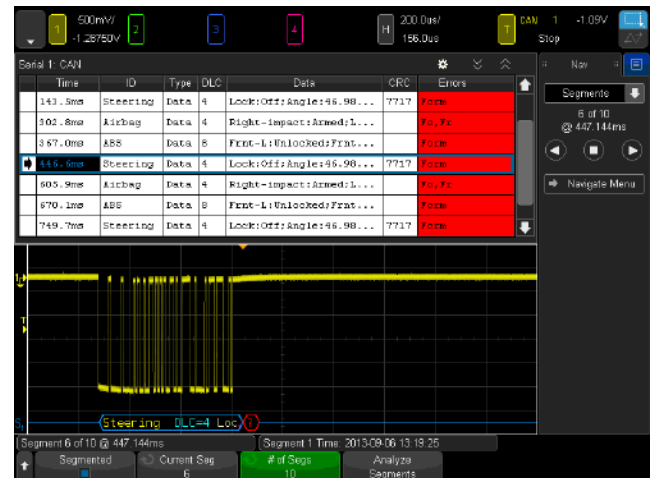 1 500mV/ -1.28750V 2 3 4 H 200.0us/ 156.0us T CAN 1 -1.09V Stop
Serial 1: CAN
Nav
Time ID Type DLC Data CRC Errors
143.5ms Steering Data 4 Lock:Off;Angle:46.98... 7717 Form
302.8ms Airbag Data 4 Right-impact:Armed;L... Fo,Fr
367.0ms ABS Data 8 Frnt-L:Unlocked;Frnt... Form
446.6ms Steering Data 4 Lock:Off;Angle:46.98... 7717 Form
605.9ms Airbag Data 4 Right-impact:Armed;L... Fo,Fr
670.1ms ABS Data 8 Frnt-L:Unlocked;Frnt... Form
749.7ms Steering Data 4 Lock:Off;Angle:46.98... 7717 Form
Segments
6 of 10
@ 447.144ms
Navigate Menu
T
S1 Steering DLC=4 Loc
Segment 6 of 10 @ 447.144ms
Segment 1 Time: 2013-09-06 13:19:25
Segmented
Current Seg
6
# of Segs
10
Analyze
Segments